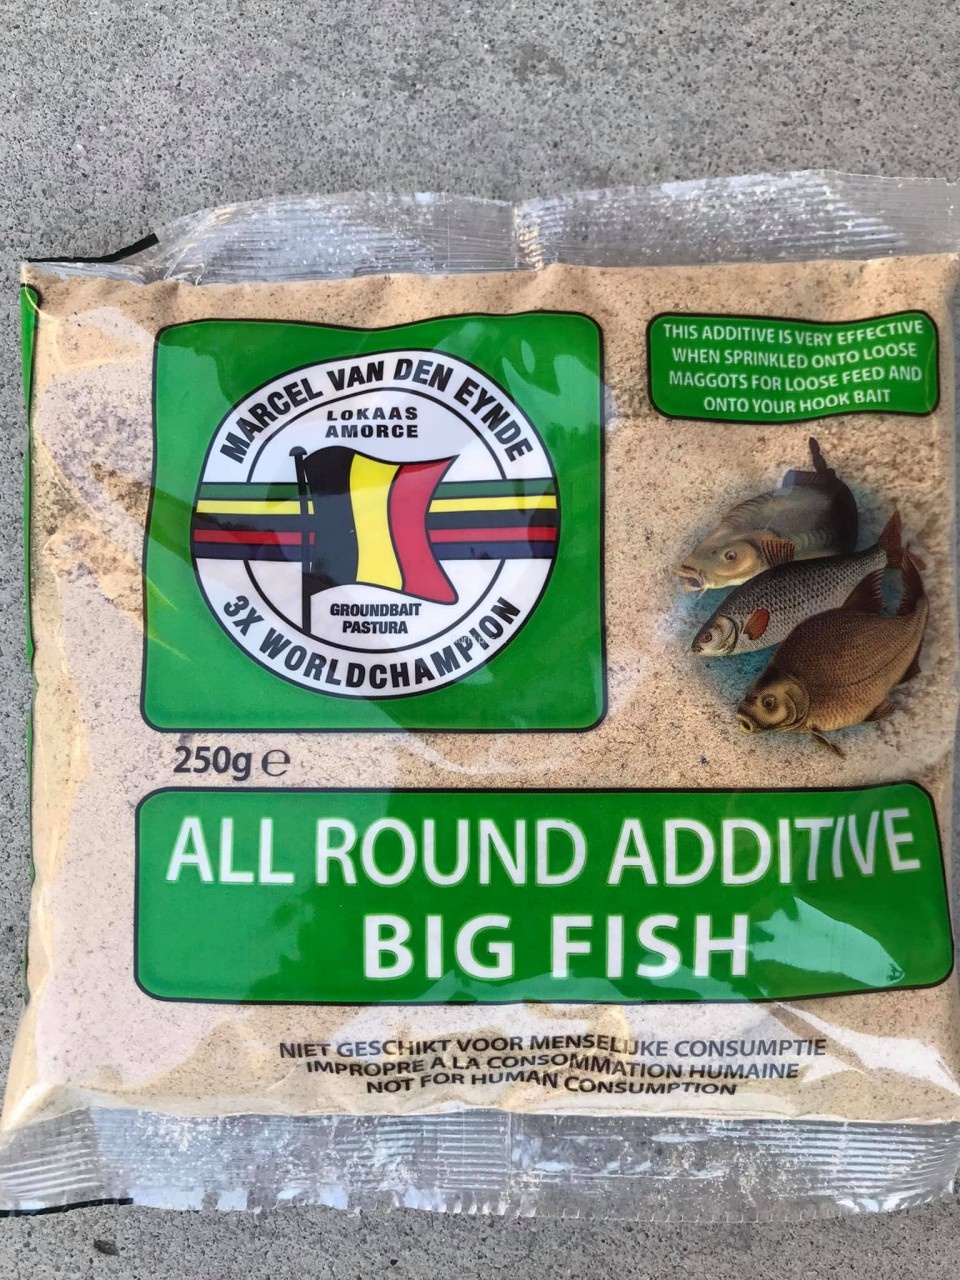 MARCEL VAN DEN EYNDE
LOKAAS
AMORCE
GROUNDBAIT
PASTURA
3X WORLDCHAMPION
THIS ADDITIVE IS VERY EFFECTIVE
WHEN SPRINKLED ONTO LOOSE
MAGGOTS FOR LOOSE FEED AND
ONTO YOUR HOOK BAIT
250g ℮
ALL ROUND ADDITIVE
BIG FISH
NIET GESCHIKT VOOR MENSELIJKE CONSUMPTIE
IMPROPRE A LA CONSOMMATION HUMAINE
NOT FOR HUMAN CONSUMPTION